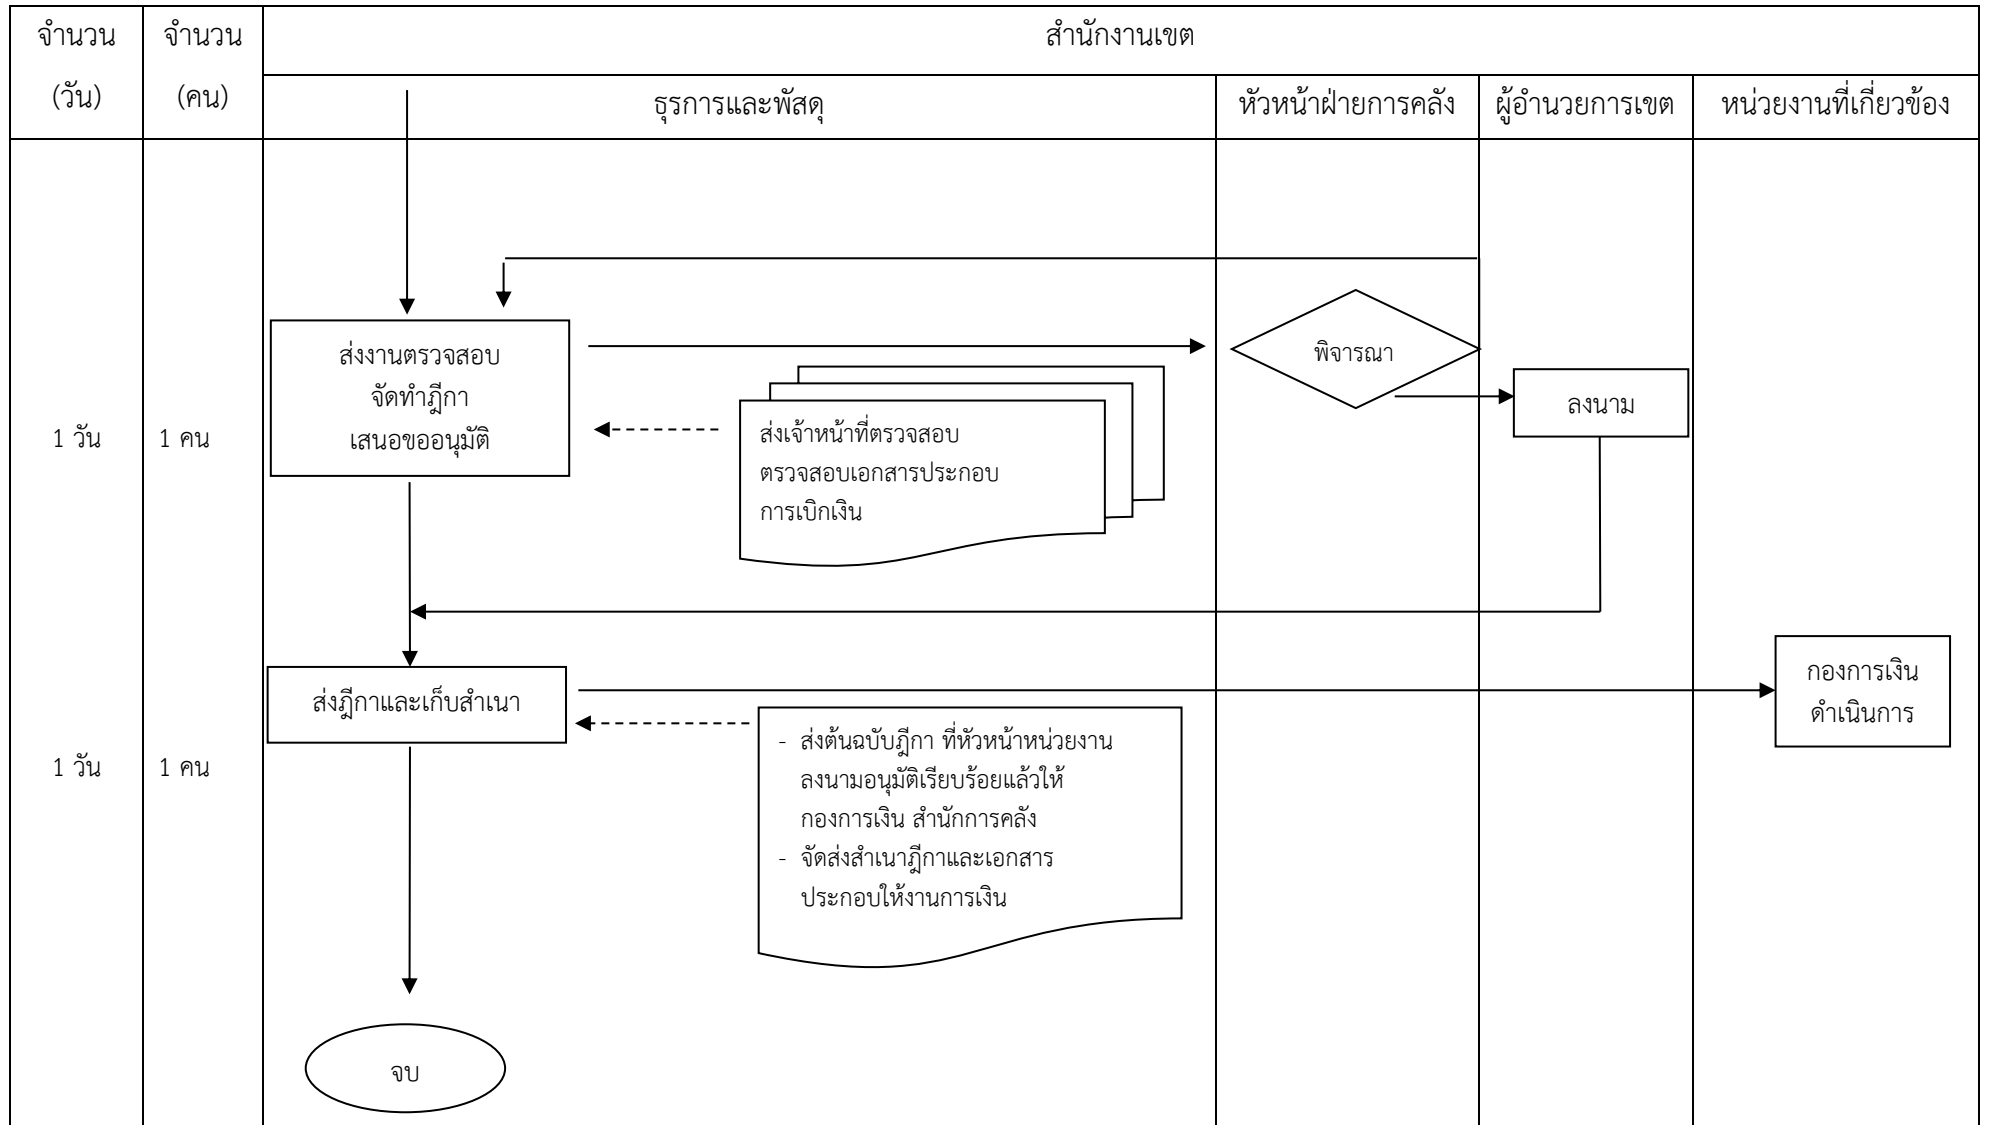 จำนวน
(วัน)
จำนวน
(คน)
สำนักงานเขต
ธุรการและพัสดุ
หัวหน้าฝ่ายการคลัง
ผู้อำนวยการเขต
หน่วยงานที่เกี่ยวข้อง
1 วัน
1 คน
ส่งงานตรวจสอบ
จัดทำฎีกา
เสนอขออนุมัติ
ส่งเจ้าหน้าที่ตรวจสอบ
ตรวจสอบเอกสารประกอบ
การเบิกเงิน
พิจารณา
ลงนาม
1 วัน
1 คน
ส่งฎีกาและเก็บสำเนา
- ส่งต้นฉบับฎีกา ที่หัวหน้าหน่วยงาน
ลงนามอนุมัติเรียบร้อยแล้วให้
กองการเงิน สำนักการคลัง
- จัดส่งสำเนาฎีกาและเอกสาร
ประกอบให้งานการเงิน
กองการเงิน
ดำเนินการ
จบ